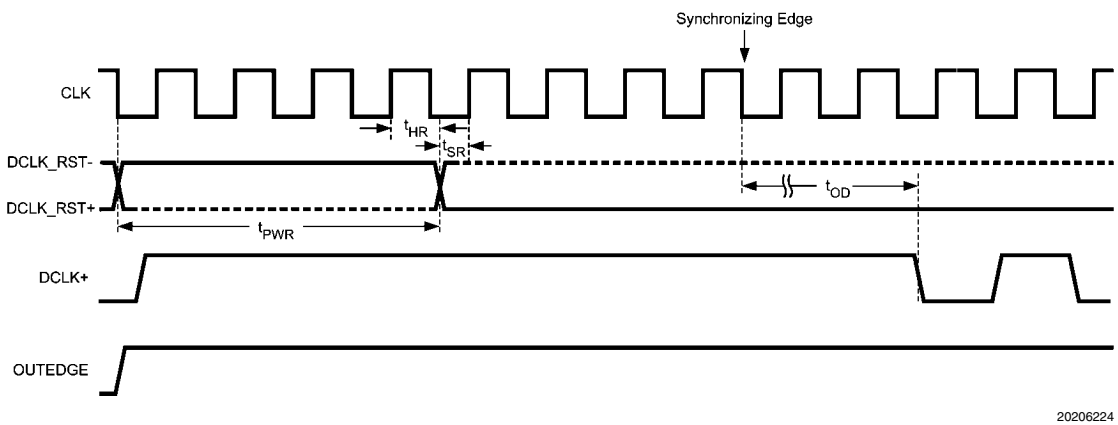 Synchronizing Edge
CLK
tHR
tSR
DCLK_RST-
tOD
DCLK_RST+
tPWR
DCLK+
OUTEDGE
20206224